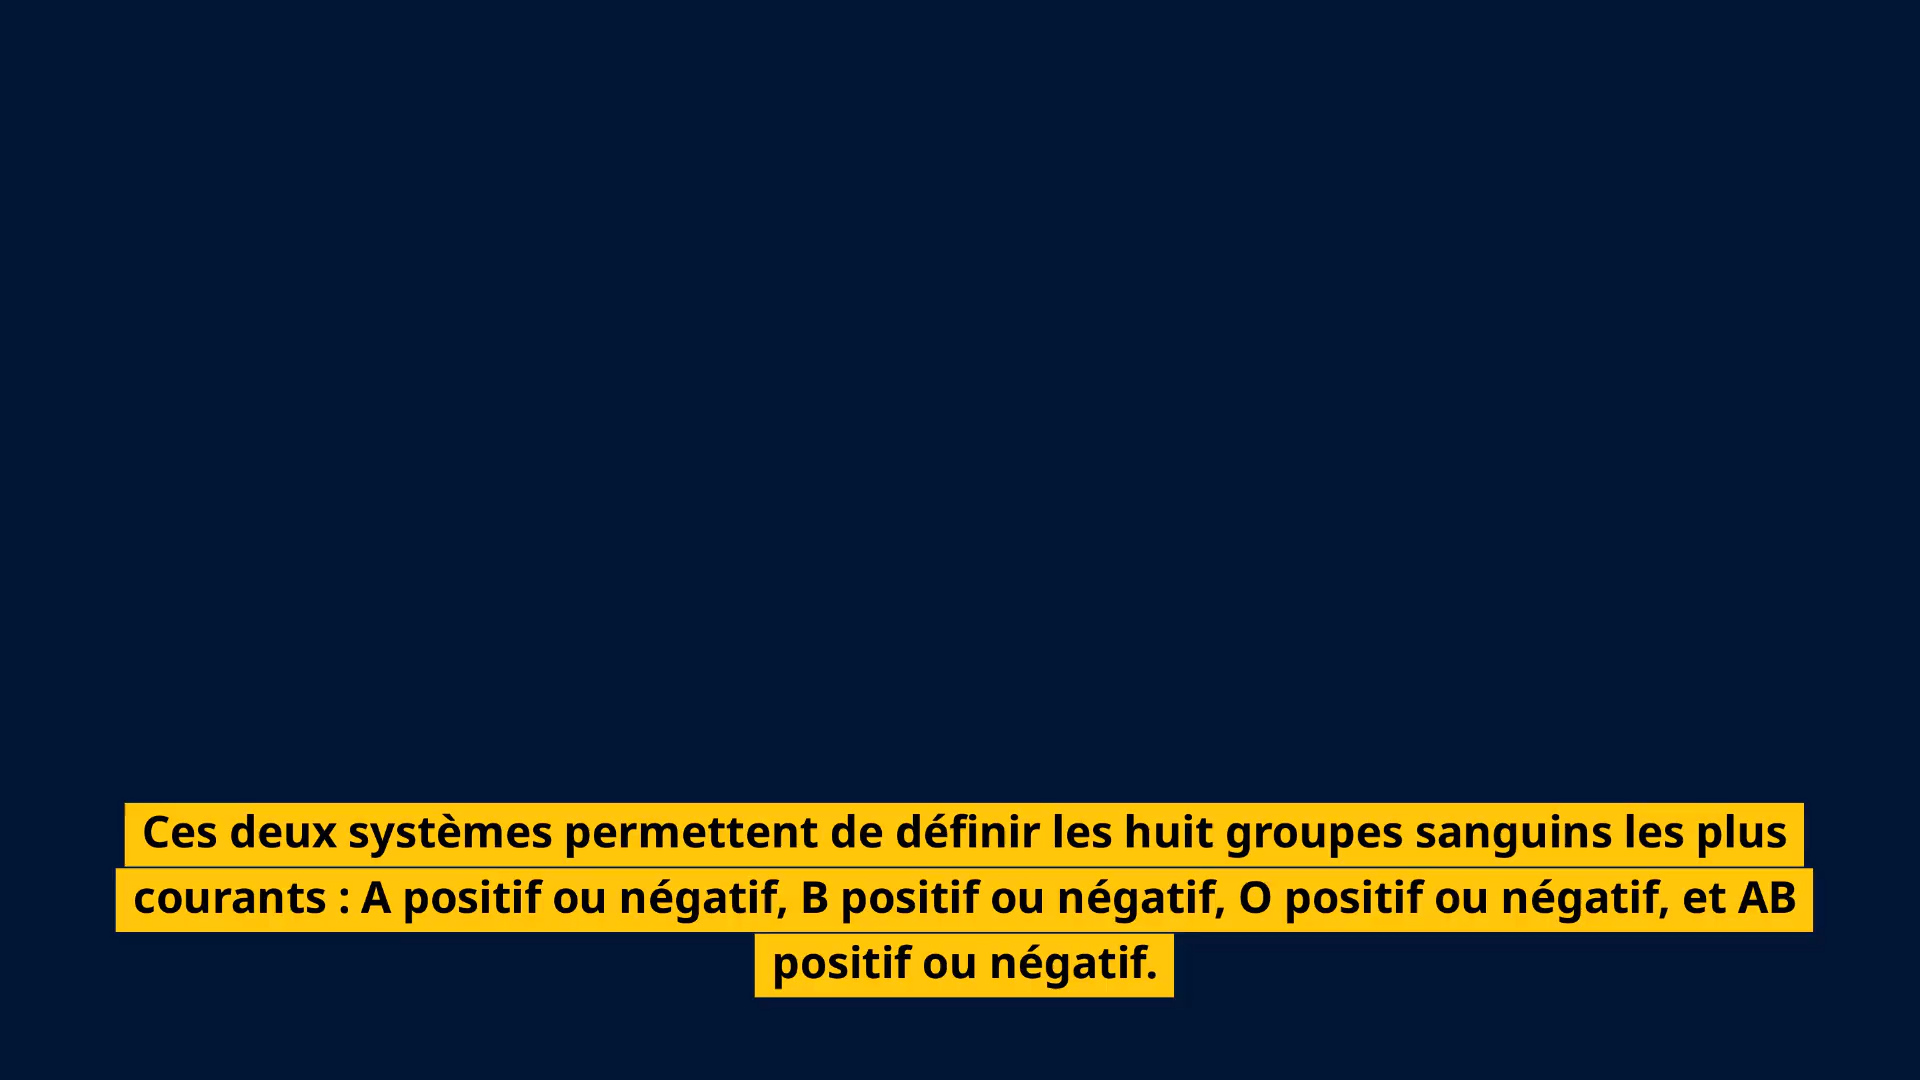 Ces deux systèmes permettent de définir les huit groupes sanguins les plus
courants : A positif ou négatif, B positif ou négatif, O positif ou négatif, et AB
positif ou négatif.